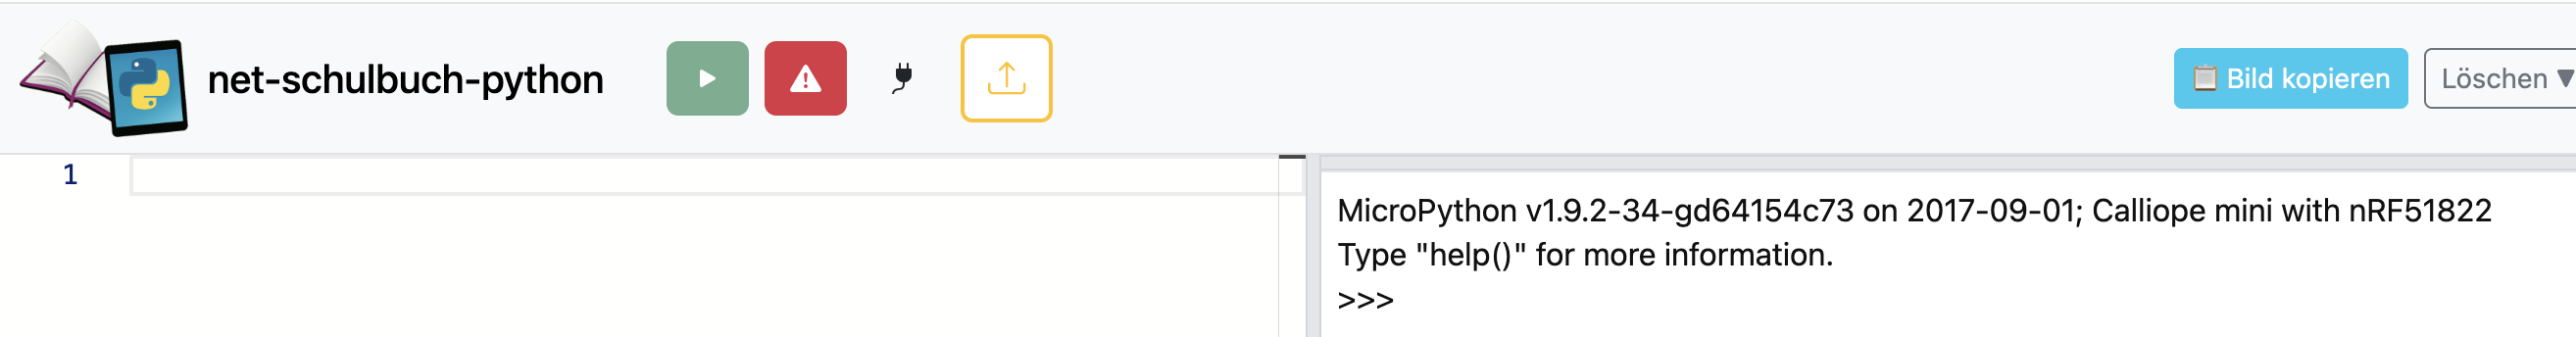 net-schulbuch-python
📋 Bild kopieren
Löschen ▼
1
MicroPython v1.9.2-34-gd64154c73 on 2017-09-01; Calliope mini with nRF51822
Type "help()" for more information.
>>>